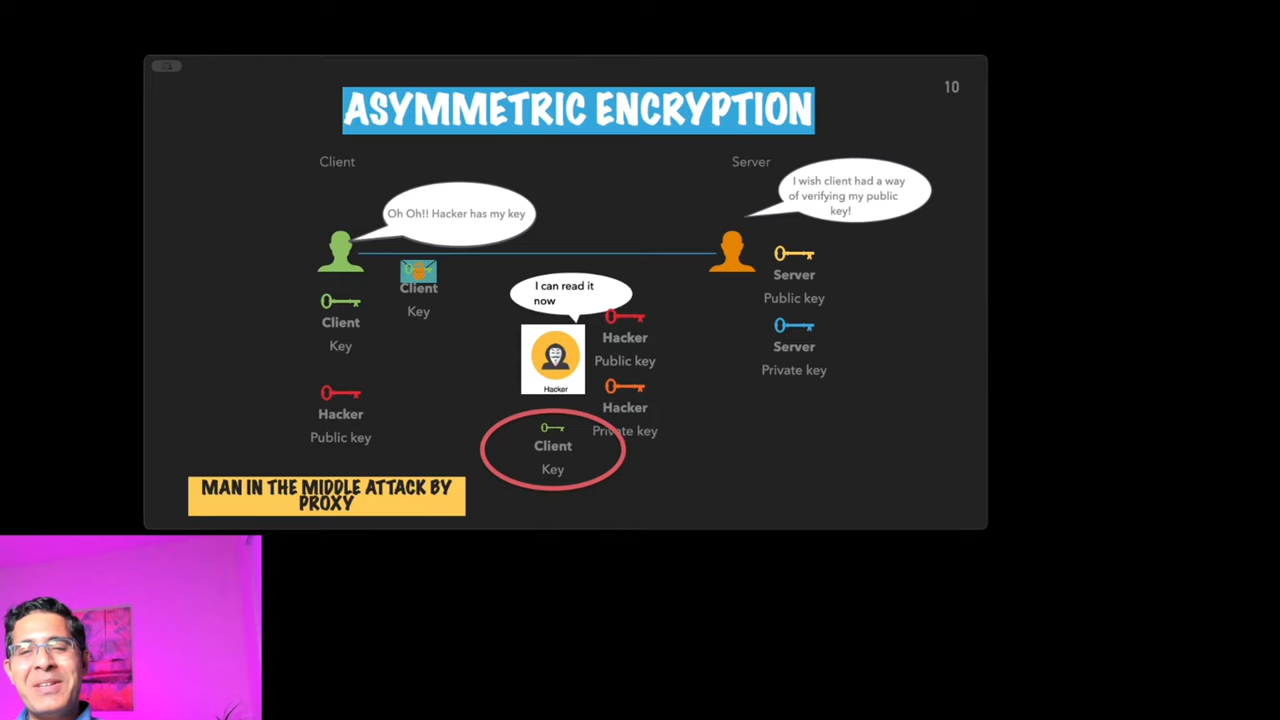 10
ASYMMETRIC ENCRYPTION
Client
Server
I wish client had a way
of verifying my public
key!
Oh Oh!! Hacker has my key
Client
Key
Server
Public key
I can read it
now
Client
Key
Hacker
Public key
Server
Private key
Hacker
Hacker
Private key
Hacker
Public key
Client
Key
MAN IN THE MIDDLE ATTACK BY
PROXY